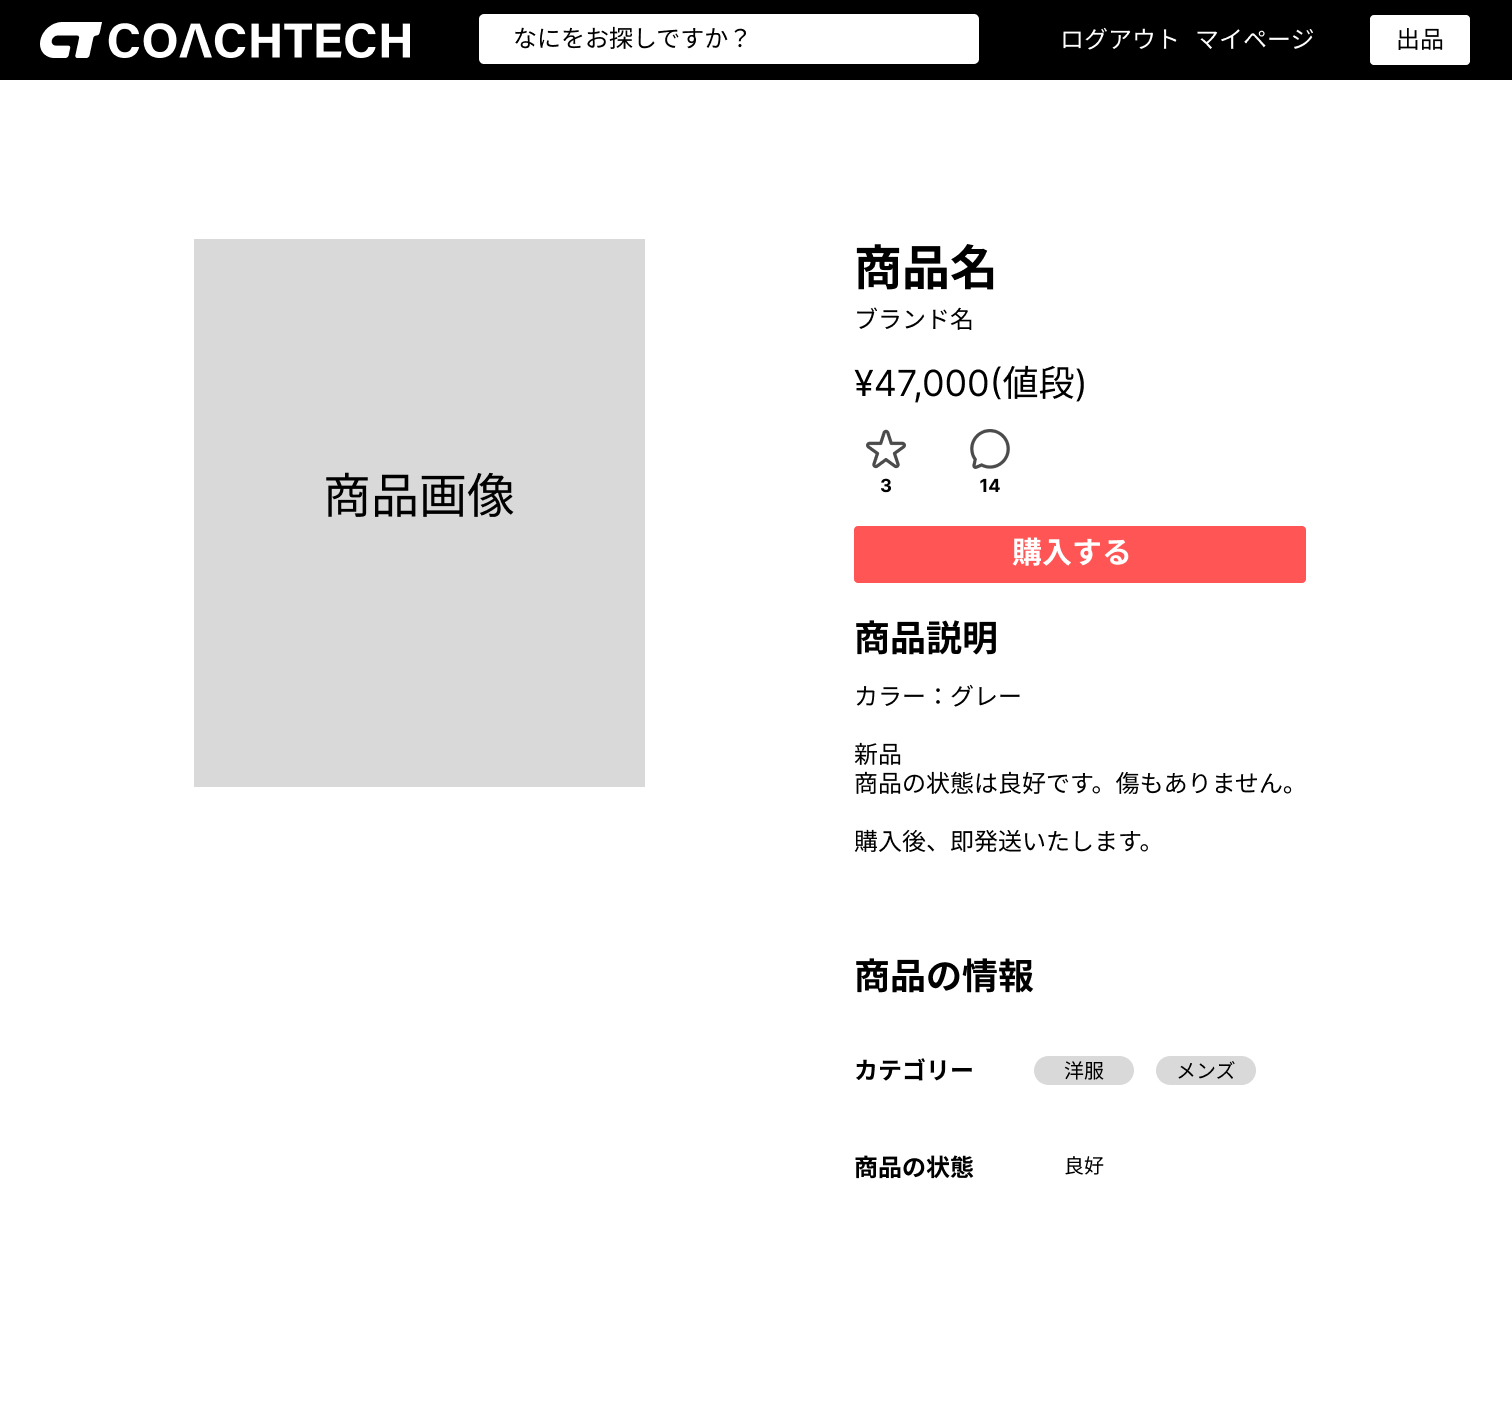 COACHTECH
なにをお探しですか？
ログアウト マイページ
出品
商品画像
商品名
ブランド名
¥47,000(値段)
3
14
購入する
商品説明
カラー：グレー
新品
商品の状態は良好です。傷もありません。
購入後、即発送いたします。
商品の情報
カテゴリー 洋服 メンズ
商品の状態 良好